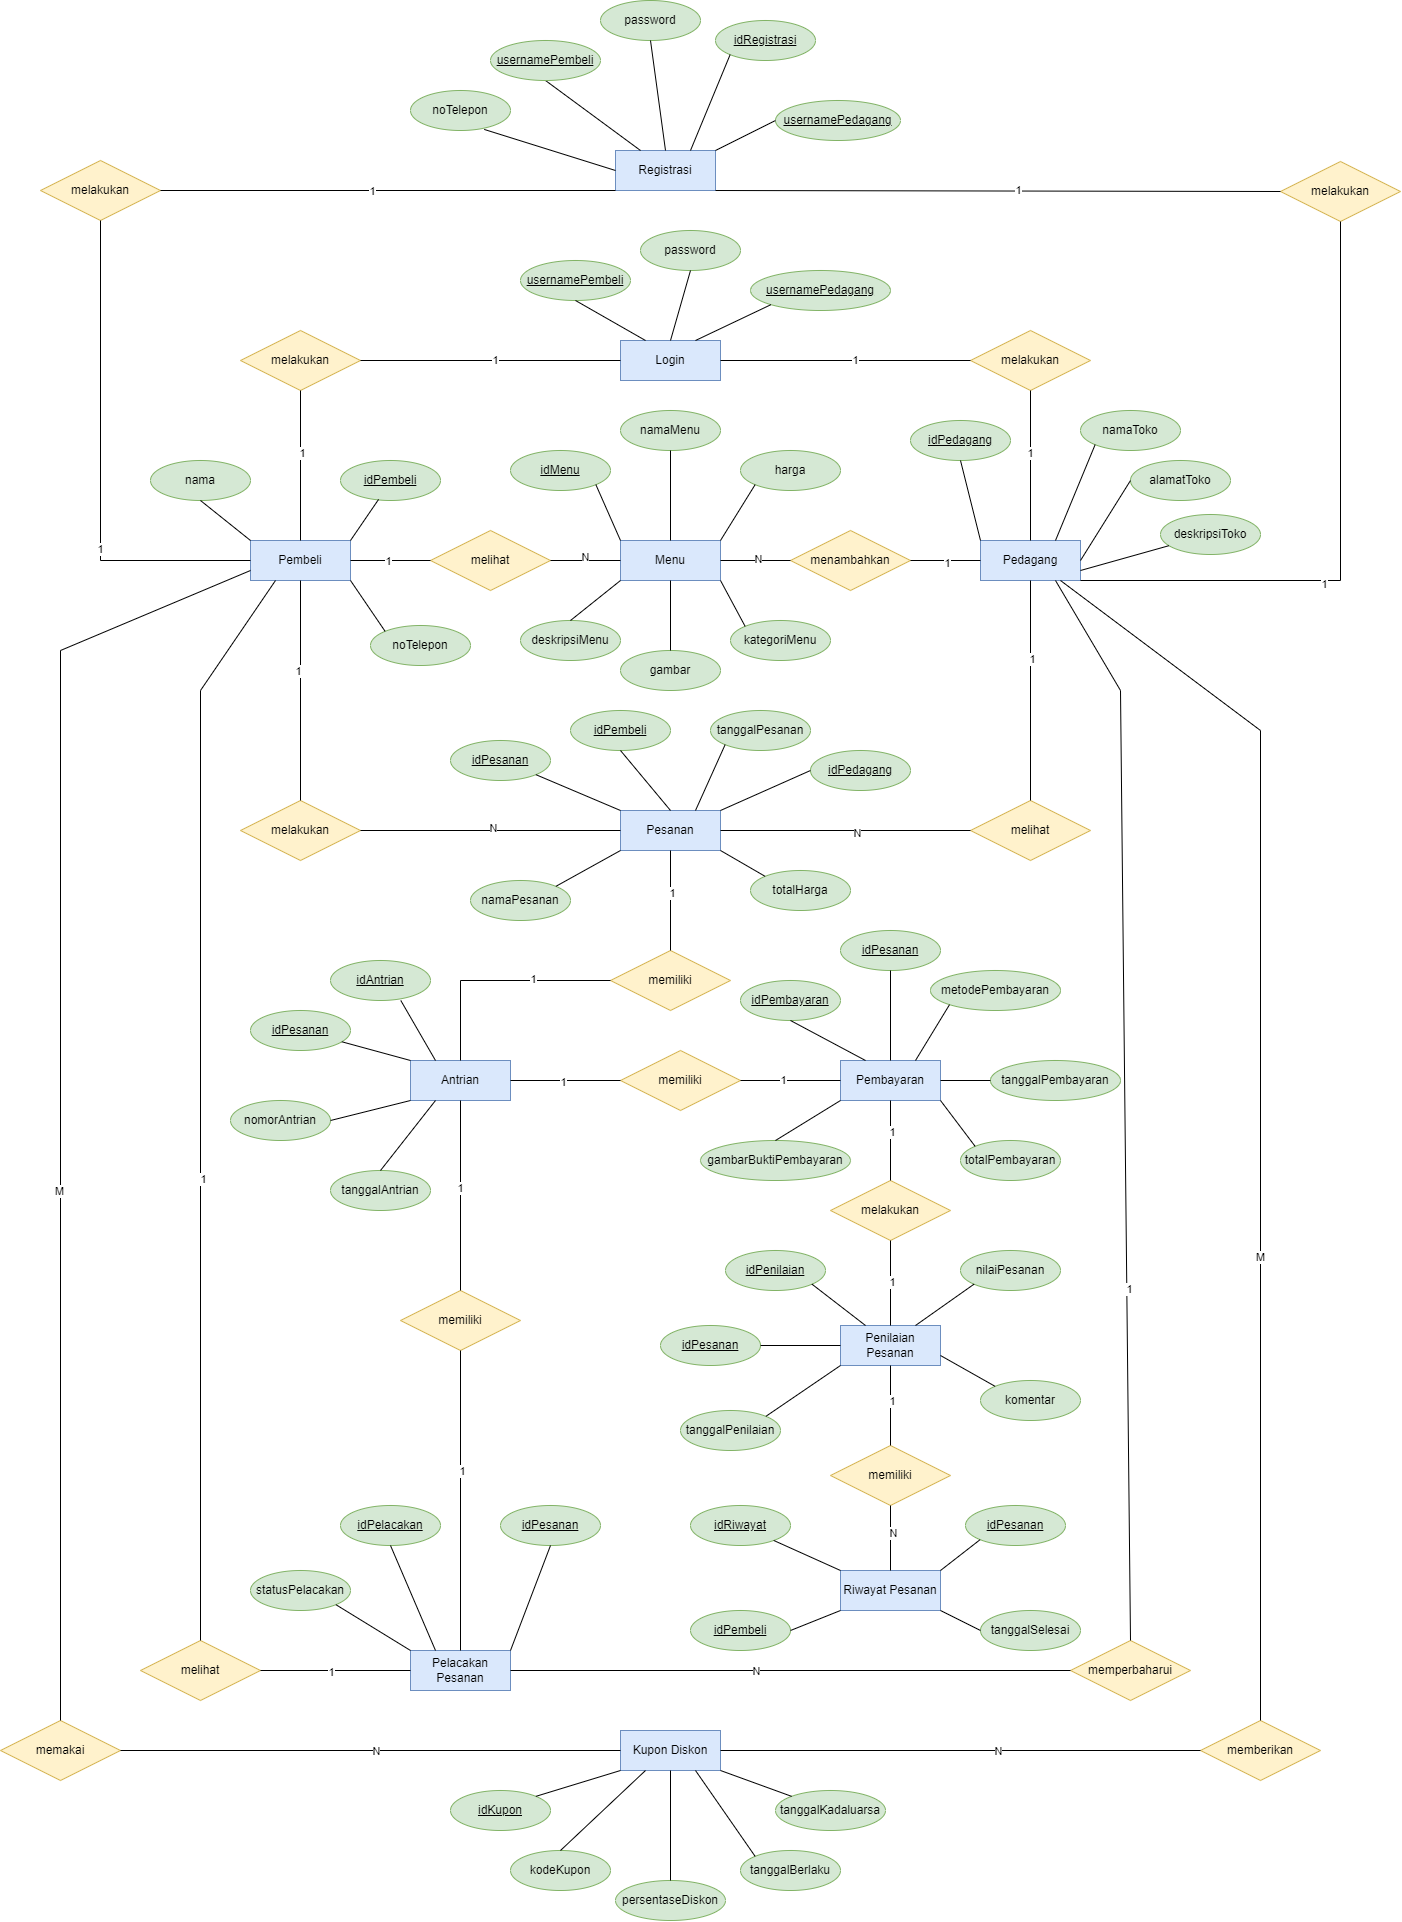 password
idRegistrasi
usernamePembeli
noTelepon
usernamePedagang
Registrasi
melakukan
1
1
melakukan
password
usernamePembeli
usernamePedagang
melakukan
1
Login
1
melakukan
namaMenu
namaToko
idPedagang
1
1
idMenu
harga
nama
idPembeli
alamatToko
deskripsiToko
1
Pembeli
1
melihat
N
Menu
N
menambahkan
1
Pedagang
1
deskripsiMenu
kategoriMenu
noTelepon
gambar
1
1
idPembeli
tanggalPesanan
idPesanan
idPedagang
melakukan
N
Pesanan
N
melihat
namaPesanan
1
totalHarga
idPesanan
idAntrian
1
memiliki
metodePembayaran
idPembayaran
idPesanan
Antrian
1
memiliki
1
Pembayaran
tanggalPembayaran
nomorAntrian
1
gambarBuktiPembayaran
totalPembayaran
1
M
tanggalAntrian
1
melakukan
M
idPenilaian
nilaiPesanan
1
1
memiliki
idPesanan
Penilaian
Pesanan
1
komentar
tanggalPenilaian
1
memiliki
idPelacakan
idPesanan
idRiwayat
N
idPesanan
statusPelacakan
Riwayat Pesanan
idPembeli
tanggalSelesai
melihat
1
Pelacakan
Pesanan
N
memperbaharui
memakai
N
Kupon Diskon
N
memberikan
idKupon
tanggalKadaluarsa
kodeKupon
tanggalBerlaku
persentaseDiskon